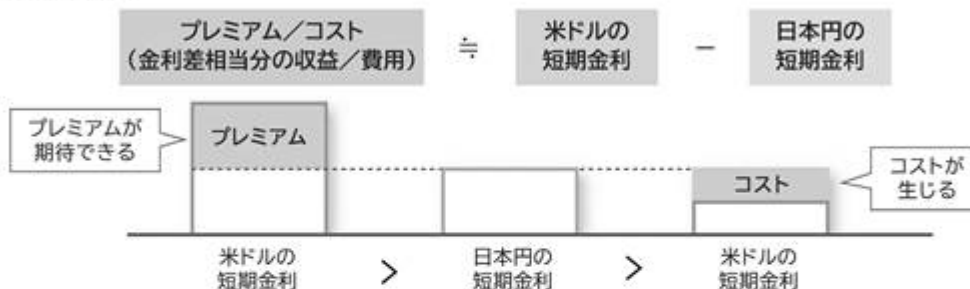 プレミアム／コスト
（金利差相当分の収益／費用）
≒
米ドルの
短期金利
－
日本円の
短期金利
プレミアムが
期待できる
プレミアム
コスト
コストが
生じる
米ドルの
短期金利
>
日本円の
短期金利
>
米ドルの
短期金利